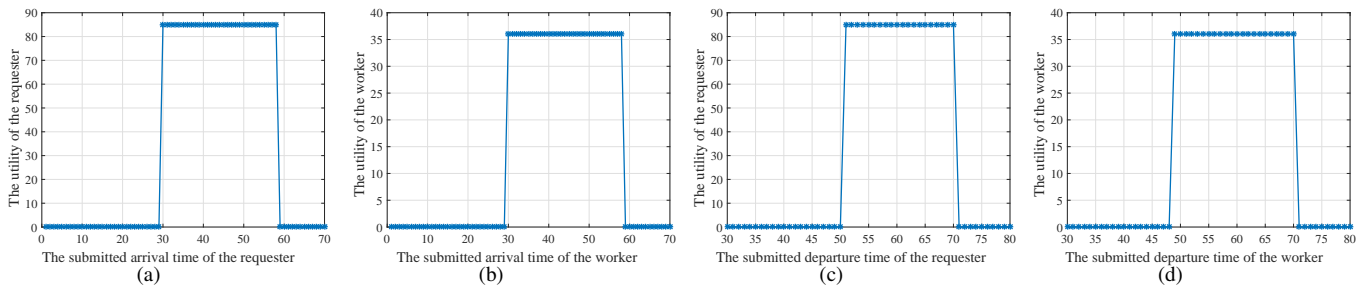 The utility of the requester
90
80
70
60
50
40
30
20
10
0
0 10 20 30 40 50 60 70
The submitted arrival time of the requester
(a)
The utility of the worker
40
35
30
25
20
15
10
5
0
0 10 20 30 40 50 60 70
The submitted arrival time of the worker
(b)
The utility of the requester
90
80
70
60
50
40
30
20
10
0
30 35 40 45 50 55 60 65 70 75 80
The submitted departure time of the requester
(c)
The utility of the worker
40
35
30
25
20
15
10
5
0
30 35 40 45 50 55 60 65 70 75 80
The submitted departure time of the worker
(d)